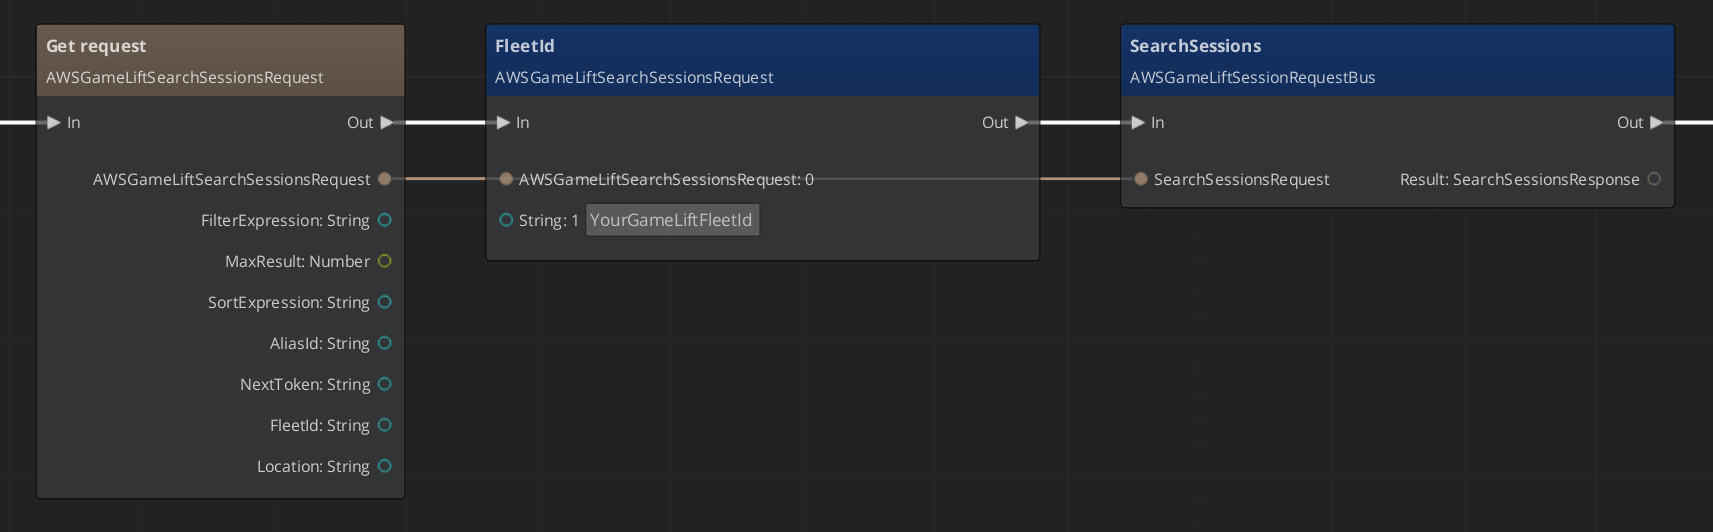 Get request
AWSGameLiftSearchSessionsRequest
In
Out
AWSGameLiftSearchSessionsRequest
FilterExpression: String
MaxResult: Number
SortExpression: String
AliasId: String
NextToken: String
FleetId: String
Location: String
FleetId
AWSGameLiftSearchSessionsRequest
In
Out
AWSGameLiftSearchSessionsRequest: 0
String: 1 YourGameLiftFleetId
SearchSessions
AWSGameLiftSessionRequestBus
In
Out
SearchSessionsRequest
Result: SearchSessionsResponse